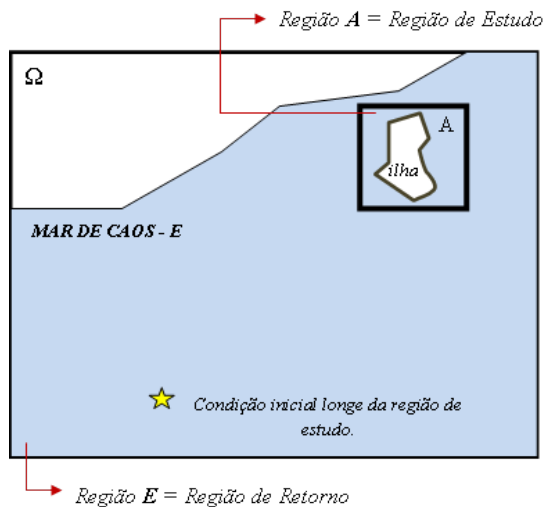 Região A = Região de Estudo
Ω
A
ilha
MAR DE CAOS - E
Condição inicial longe da região de
estudo.
Região E = Região de Retorno